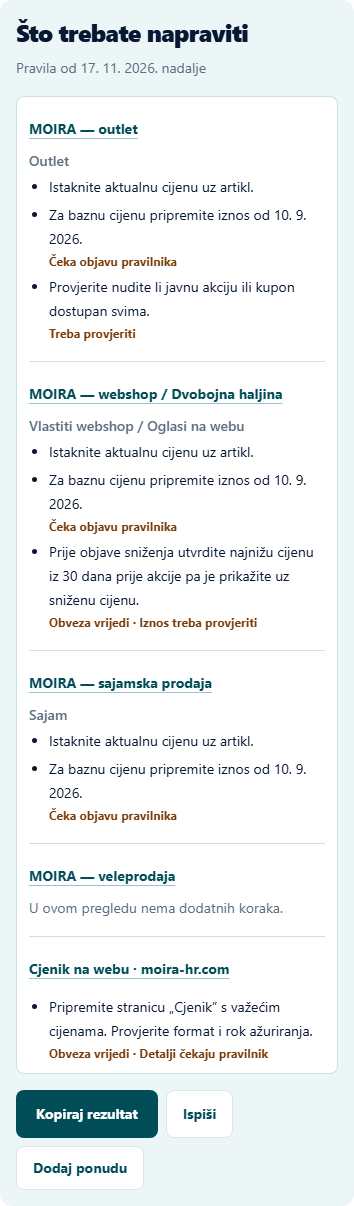 Što trebate napraviti
Pravila od 17. 11. 2026. nadalje
MOIRA — outlet
Outlet
• Istaknite aktualnu cijenu uz artikl.
• Za baznu cijenu pripremite iznos od 10. 9.
2026.
Čeka objavu pravilnika
• Provjerite nudite li javnu akciju ili kupon
dostupan svima.
Treba provjeriti
MOIRA — webshop / Dvobojna haljina
Vlastiti webshop / Oglasi na webu
• Istaknite aktualnu cijenu uz artikl.
• Za baznu cijenu pripremite iznos od 10. 9.
2026.
Čeka objavu pravilnika
• Prije objave sniženja utvrdite najnižu cijenu
iz 30 dana prije akcije pa je prikažite uz
sniženu cijenu.
Obveza vrijedi · Iznos treba provjeriti
MOIRA — sajamska prodaja
Sajam
• Istaknite aktualnu cijenu uz artikl.
• Za baznu cijenu pripremite iznos od 10. 9.
2026.
Čeka objavu pravilnika
MOIRA — veleprodaja
U ovom pregledu nema dodatnih koraka.
Cjenik na webu · moira-hr.com
• Pripremite stranicu „Cjenik” s važećim
cijenama. Provjerite format i rok ažuriranja.
Obveza vrijedi · Detalji čekaju pravilnik
Kopiraj rezultat
Ispiši
Dodaj ponudu